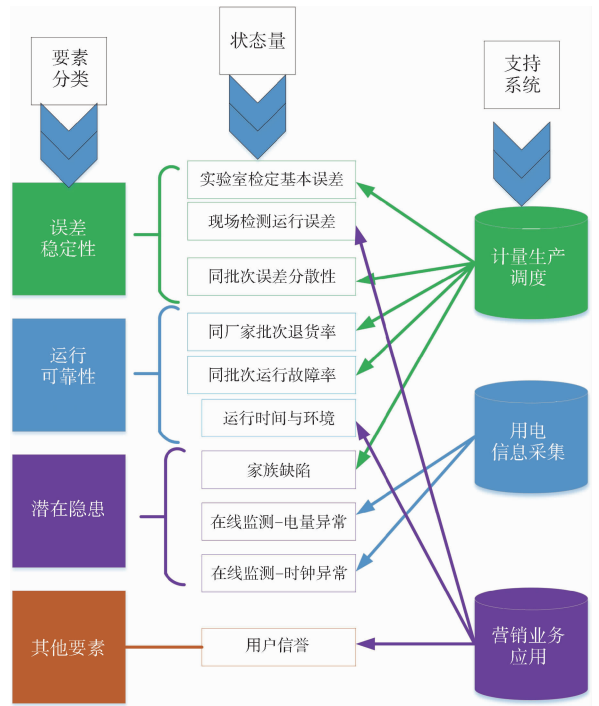 要素
分类
状态量
支持
系统
误差
稳定性
实验室检定基本误差
现场检测运行误差
同批次误差分散性
计量生产
调度
运行
可靠性
同厂家批次退货率
同批次运行故障率
运行时间与环境
用电
信息采集
潜在隐患
家族缺陷
在线监测–电量异常
在线监测–时钟异常
其他要素
用户信誉
营销业务
应用